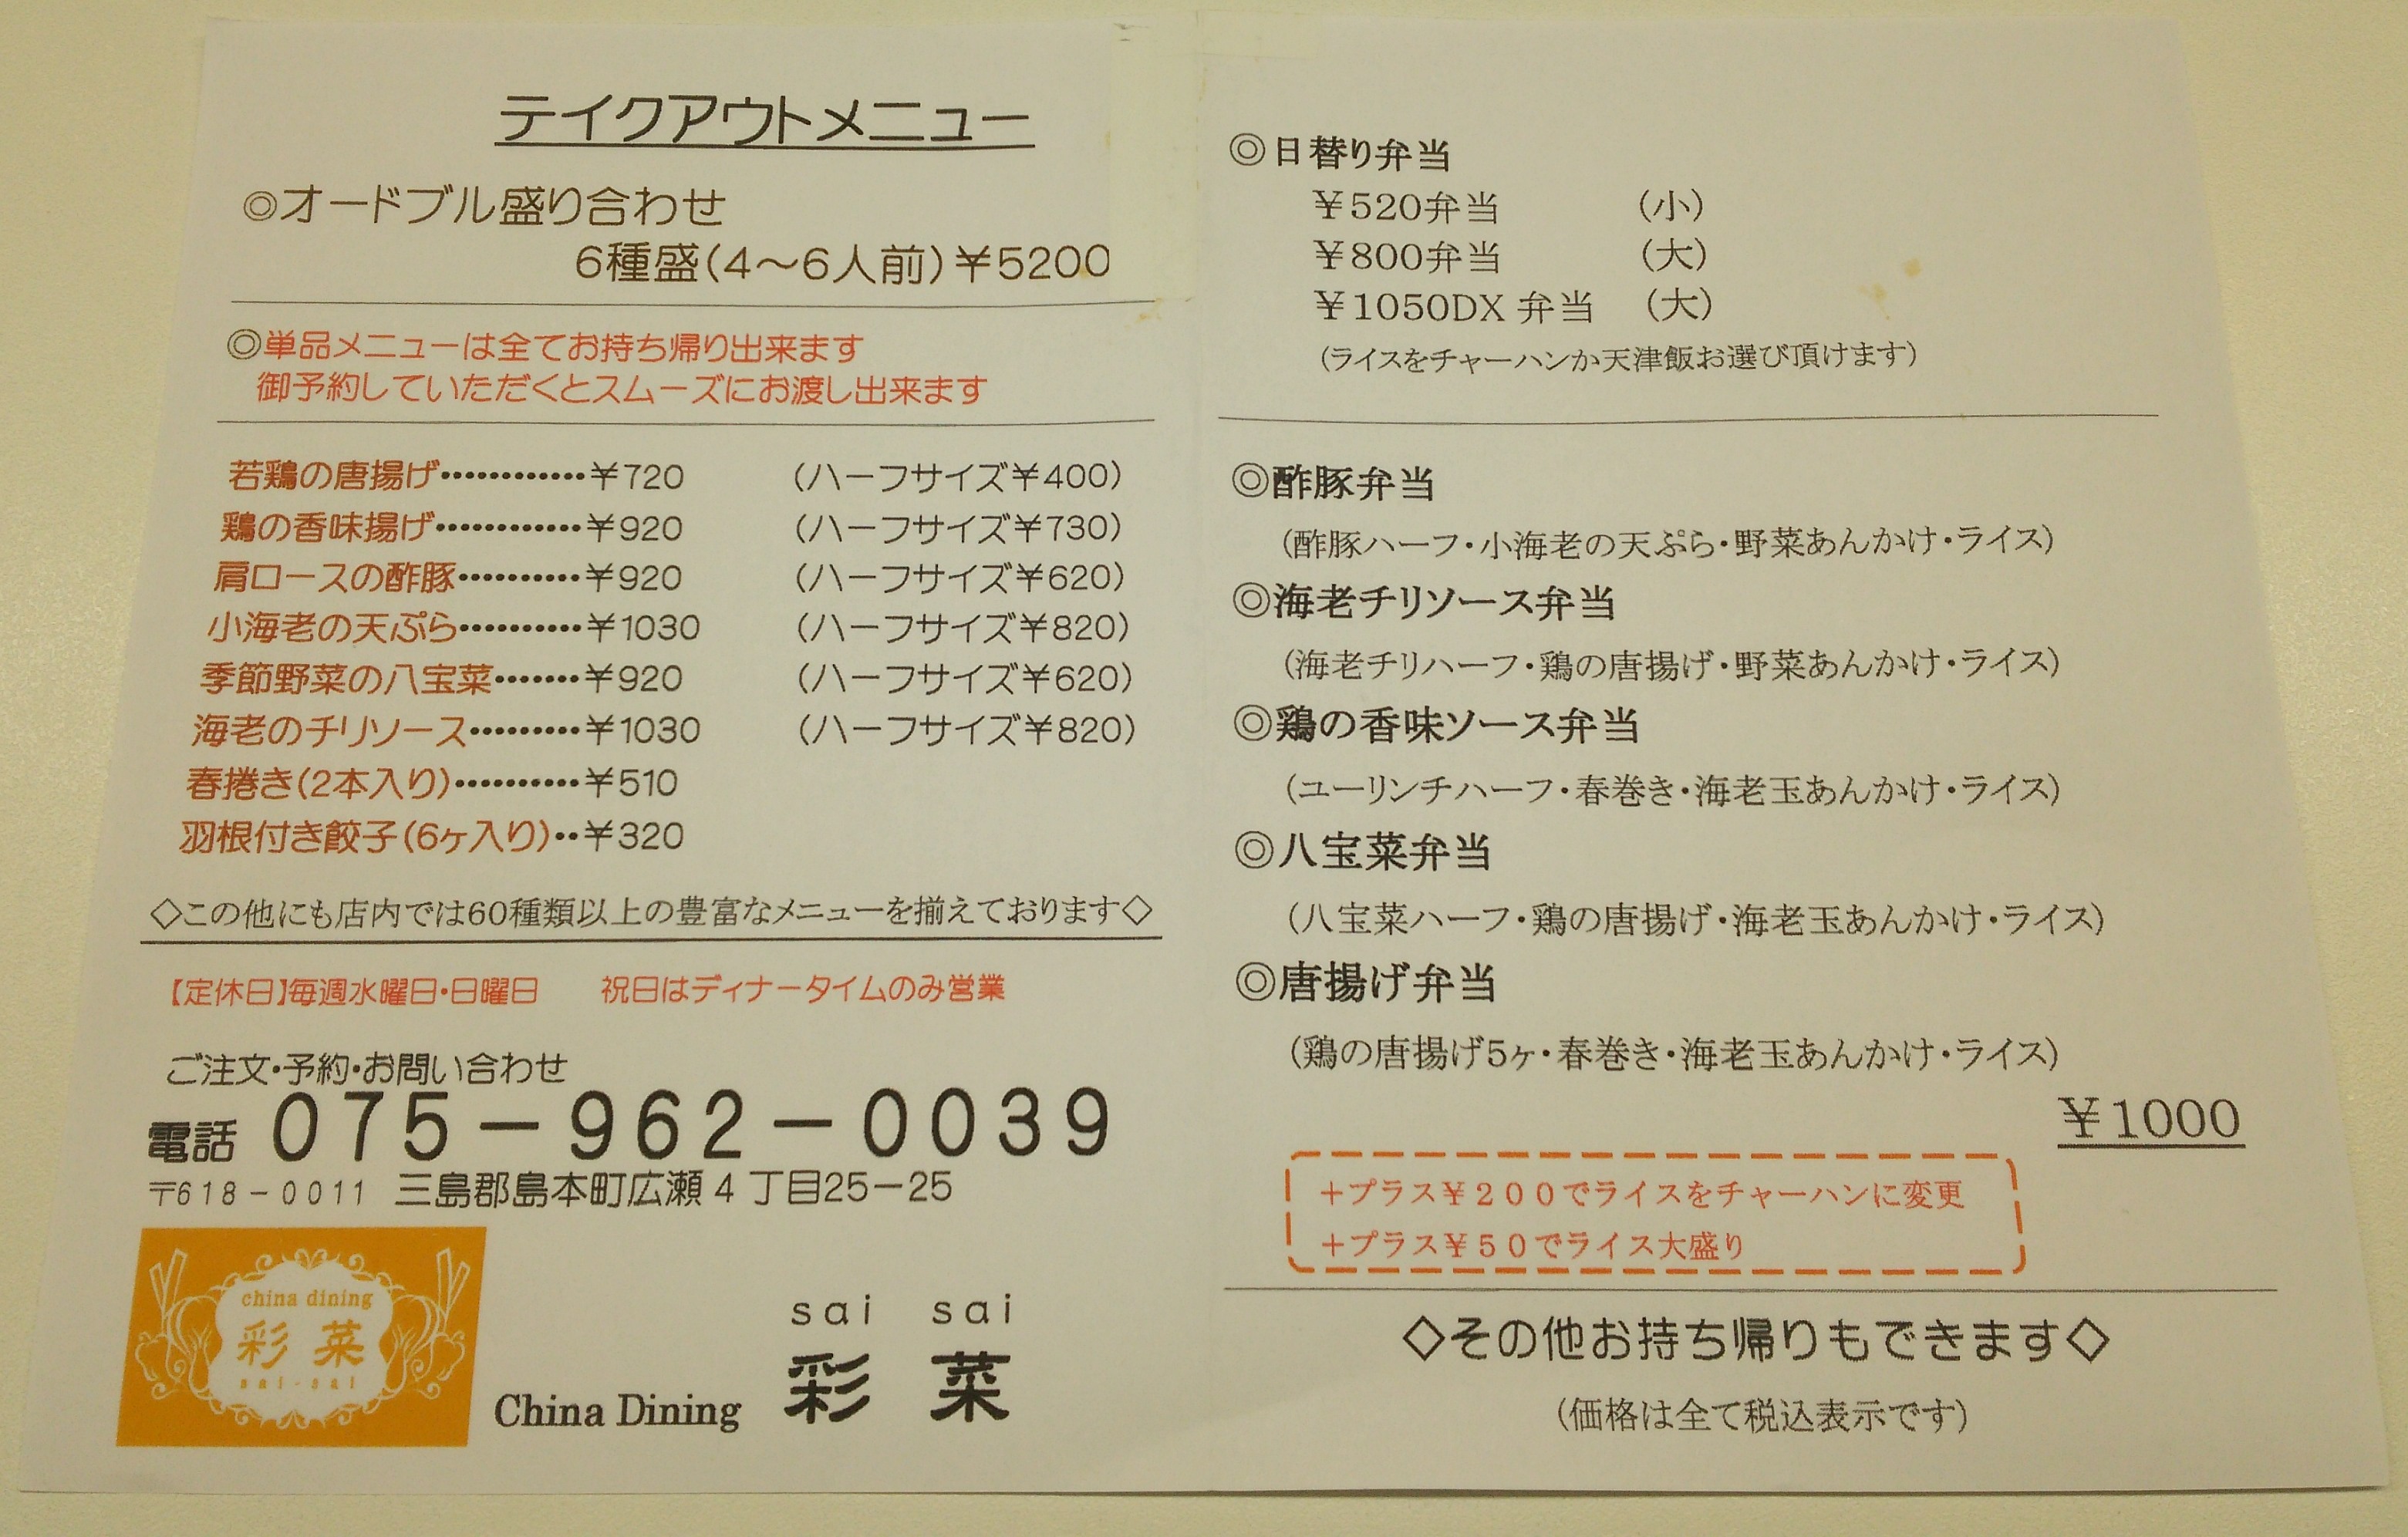 テイクアウトメニュー
◎オードブル盛り合わせ
6種盛(4～6人前)￥5200
◎単品メニューは全てお持ち帰り出来ます
御予約していただくとスムーズにお渡し出来ます
若鶏の唐揚げ…………￥720 (ハーフサイズ￥400)
鶏の香味揚げ…………￥920 (ハーフサイズ￥730)
肩ロースの酢豚………￥920 (ハーフサイズ￥620)
小海老の天ぷら………￥1030 (ハーフサイズ￥820)
季節野菜の八宝菜……￥920 (ハーフサイズ￥620)
海老のチリソース………￥1030 (ハーフサイズ￥820)
春捲き(2本入り)………￥510
羽根付き餃子(6ヶ入り)‥￥320
◇この他にも店内では60種類以上の豊富なメニューを揃えております◇
【定休日】毎週水曜日・日曜日 祝日はディナータイムのみ営業
ご注文・予約・お問い合わせ
電話 075－962－0039
〒618－0011 三島郡島本町広瀬4丁目25－25
china dining
彩菜
sai-sai
sai sai
China Dining 彩菜
◎日替り弁当
￥520弁当 (小)
￥800弁当 (大)
￥1050DX弁当 (大)
(ライスをチャーハンか天津飯お選び頂けます)
◎酢豚弁当
(酢豚ハーフ・小海老の天ぷら・野菜あんかけ・ライス)
◎海老チリソース弁当
(海老チリハーフ・鶏の唐揚げ・野菜あんかけ・ライス)
◎鶏の香味ソース弁当
(ユーリンチハーフ・春巻き・海老玉あんかけ・ライス)
◎八宝菜弁当
(八宝菜ハーフ・鶏の唐揚げ・海老玉あんかけ・ライス)
◎唐揚げ弁当
(鶏の唐揚げ5ヶ・春巻き・海老玉あんかけ・ライス)
￥1000
＋プラス￥200でライスをチャーハンに変更
＋プラス￥50でライス大盛り
◇その他お持ち帰りもできます◇
(価格は全て税込表示です)